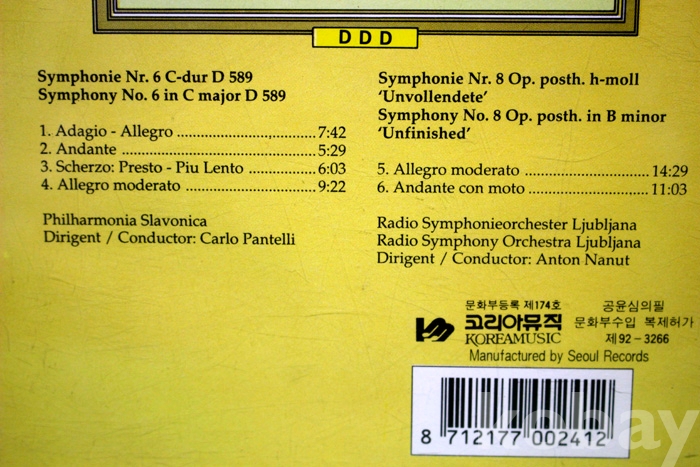 DDD
Symphonie Nr. 6 C-dur D 589
Symphony No. 6 in C major D 589
1. Adagio - Allegro ..............................7:42
2. Andante ..........................................5:29
3. Scherzo: Presto - Piu Lento ..............6:03
4. Allegro moderato ............................9:22
Philharmonia Slavonica
Dirigent / Conductor: Carlo Pantelli
Symphonie Nr. 8 Op. posth. h-moll
'Unvollendete'
Symphony No. 8 Op. posth. in B minor
'Unfinished'
5. Allegro moderato ..........................14:29
6. Andante con moto ........................11:03
Radio Symphonieorchester Ljubljana
Radio Symphony Orchestra Ljubljana
Dirigent / Conductor: Anton Nanut
문화부등록 제174호
코리아뮤직
KOREAMUSIC
공윤심의필
문화부수입 복제허가
제 92-3266
Manufactured by Seoul Records
8 712177 002412
kobay